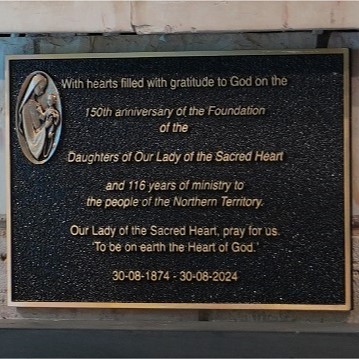 With hearts filled with gratitude to God on the
150th anniversary of the Foundation
of the
Daughters of Our Lady of the Sacred Heart
and 116 years of ministry to
the people of the Northern Territory.
Our Lady of the Sacred Heart, pray for us.
'To be on earth the Heart of God.'
30-08-1874 - 30-08-2024